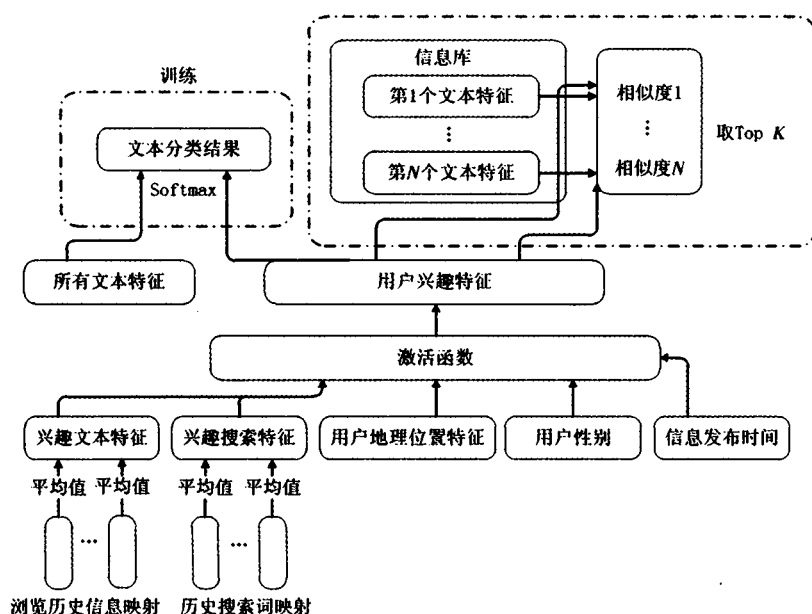 训练
信息库
第1个文本特征
⋮
第N个文本特征
相似度1
⋮
相似度N
取Top K
文本分类结果
Softmax
所有文本特征
用户兴趣特征
激活函数
兴趣文本特征
兴趣搜索特征
用户地理位置特征
用户性别
信息发布时间
平均值
平均值
平均值
平均值
…
…
浏览历史信息映射
历史搜索词映射